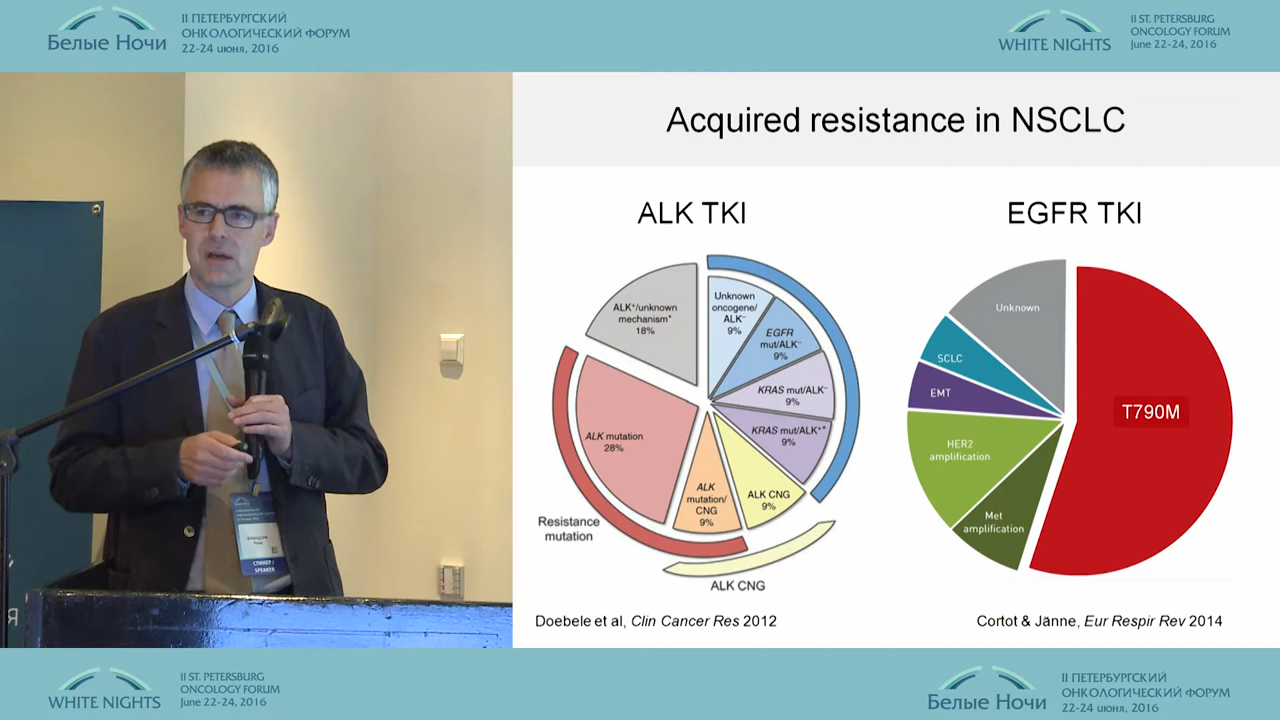 II ПЕТЕРБУРГСКИЙ
ОНКОЛОГИЧЕСКИЙ ФОРУМ
Белые Ночи
22-24 июня, 2016
II ST. PETERSBURG
ONCOLOGY FORUM
WHITE NIGHTS
June 22-24, 2016
Acquired resistance in NSCLC
ALK TKI
EGFR TKI
ALK⁺/unknown
mechanism*
18%
Unknown
oncogene/
ALK⁻
9%
EGFR
mut/ALK⁻
9%
KRAS mut/ALK⁻
9%
KRAS mut/ALK⁺*
9%
ALK CNG
9%
ALK
mutation/
CNG
9%
ALK mutation
28%
Resistance
mutation
ALK CNG
Unknown
SCLC
EMT
HER2
amplification
Met
amplification
T790M
Doebele et al, Clin Cancer Res 2012
Cortot & Jänne, Eur Respir Rev 2014
СПИКЕР /
SPEAKER
II ST. PETERSBURG
ONCOLOGY FORUM
WHITE NIGHTS
June 22-24, 2016
II ПЕТЕРБУРГСКИЙ
ОНКОЛОГИЧЕСКИЙ ФОРУМ
Белые Ночи
22-24 июня, 2016